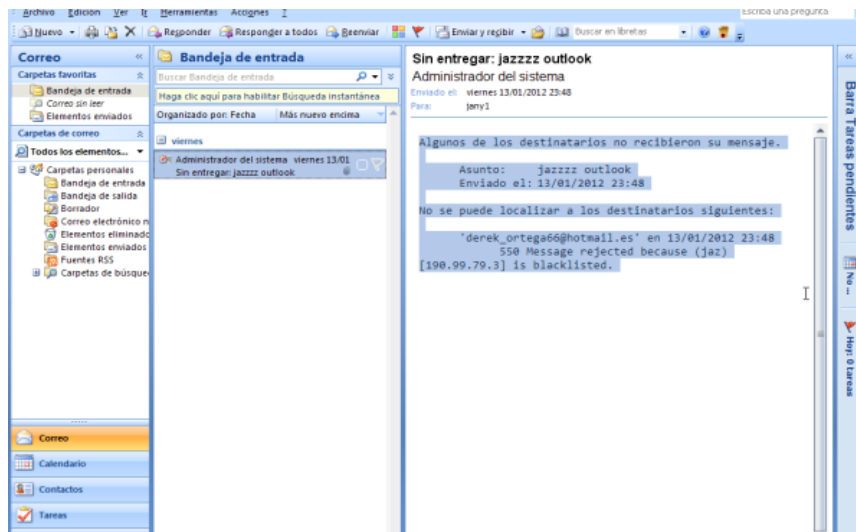 Archivo Edición Ver Ir Herramientas Acciones ?
Escriba una pregunta
Nuevo Responder Responder a todos Reenviar Enviar y recibir Buscar en libretas
Correo «
Carpetas favoritas
Bandeja de entrada
Correo sin leer
Elementos enviados
Carpetas de correo
Todos los elementos...
Carpetas personales
Bandeja de entrada
Bandeja de salida
Borrador
Correo electrónico n
Elementos eliminado
Elementos enviados
Fuentes RSS
Carpetas de búsque
Correo
Calendario
Contactos
Tareas
Bandeja de entrada
Buscar Bandeja de entrada
Haga clic aquí para habilitar Búsqueda instantánea
Organizado por: Fecha Más nuevo encima
viernes
Administrador del sistema viernes 13/01
Sin entregar: jazzzz outlook
Sin entregar: jazzzz outlook
Administrador del sistema
Enviado el: viernes 13/01/2012 23:48
Para: jany1
Algunos de los destinatarios no recibieron su mensaje.
Asunto: jazzzz outlook
Enviado el: 13/01/2012 23:48
No se puede localizar a los destinatarios siguientes:
'derek_ortega66@hotmail.es' en 13/01/2012 23:48
550 Message rejected because (jaz)
[190.99.79.3] is blacklisted.
«
Barra Tareas pendientes
No ...
Hoy: 0 tareas